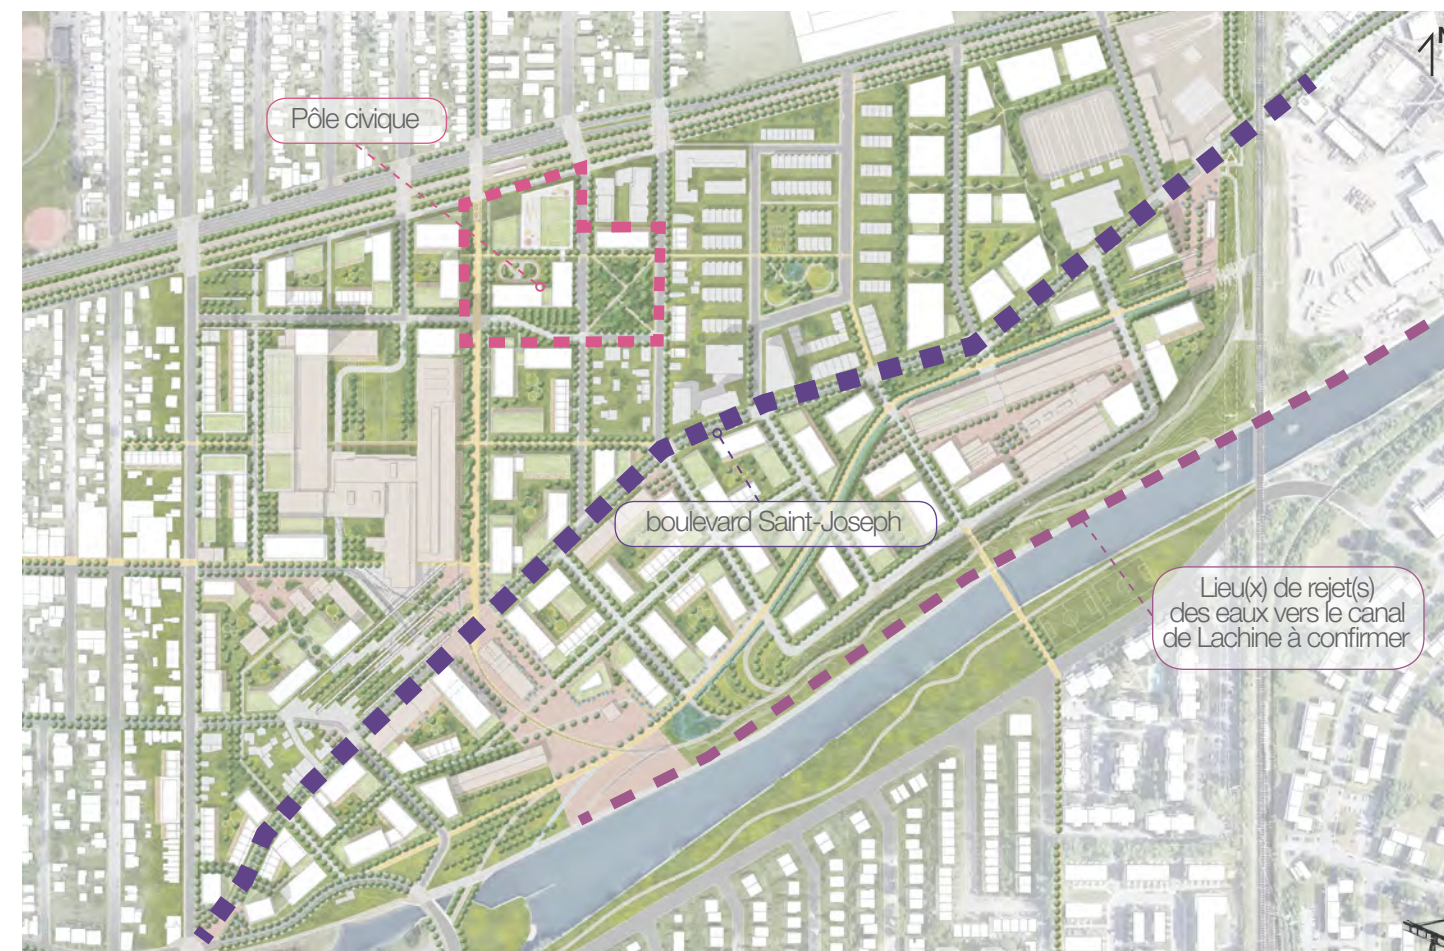 N
Pôle civique
boulevard Saint-Joseph
Lieu(x) de rejet(s)
des eaux vers le canal
de Lachine à confirmer